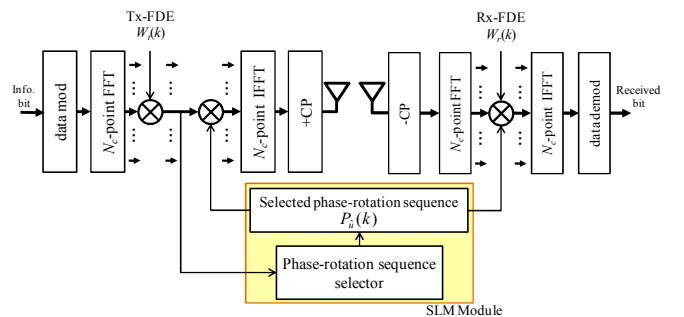 Tx-FDE
W_t(k)
Rx-FDE
W_r(k)
Info.
bit
data mod
N_c-point FFT
N_c-point IFFT
+CP
-CP
N_c-point FFT
N_c-point IFFT
data demod
Received
bit
Selected phase-rotation sequence
P_û(k)
Phase-rotation sequence
selector
SLM Module